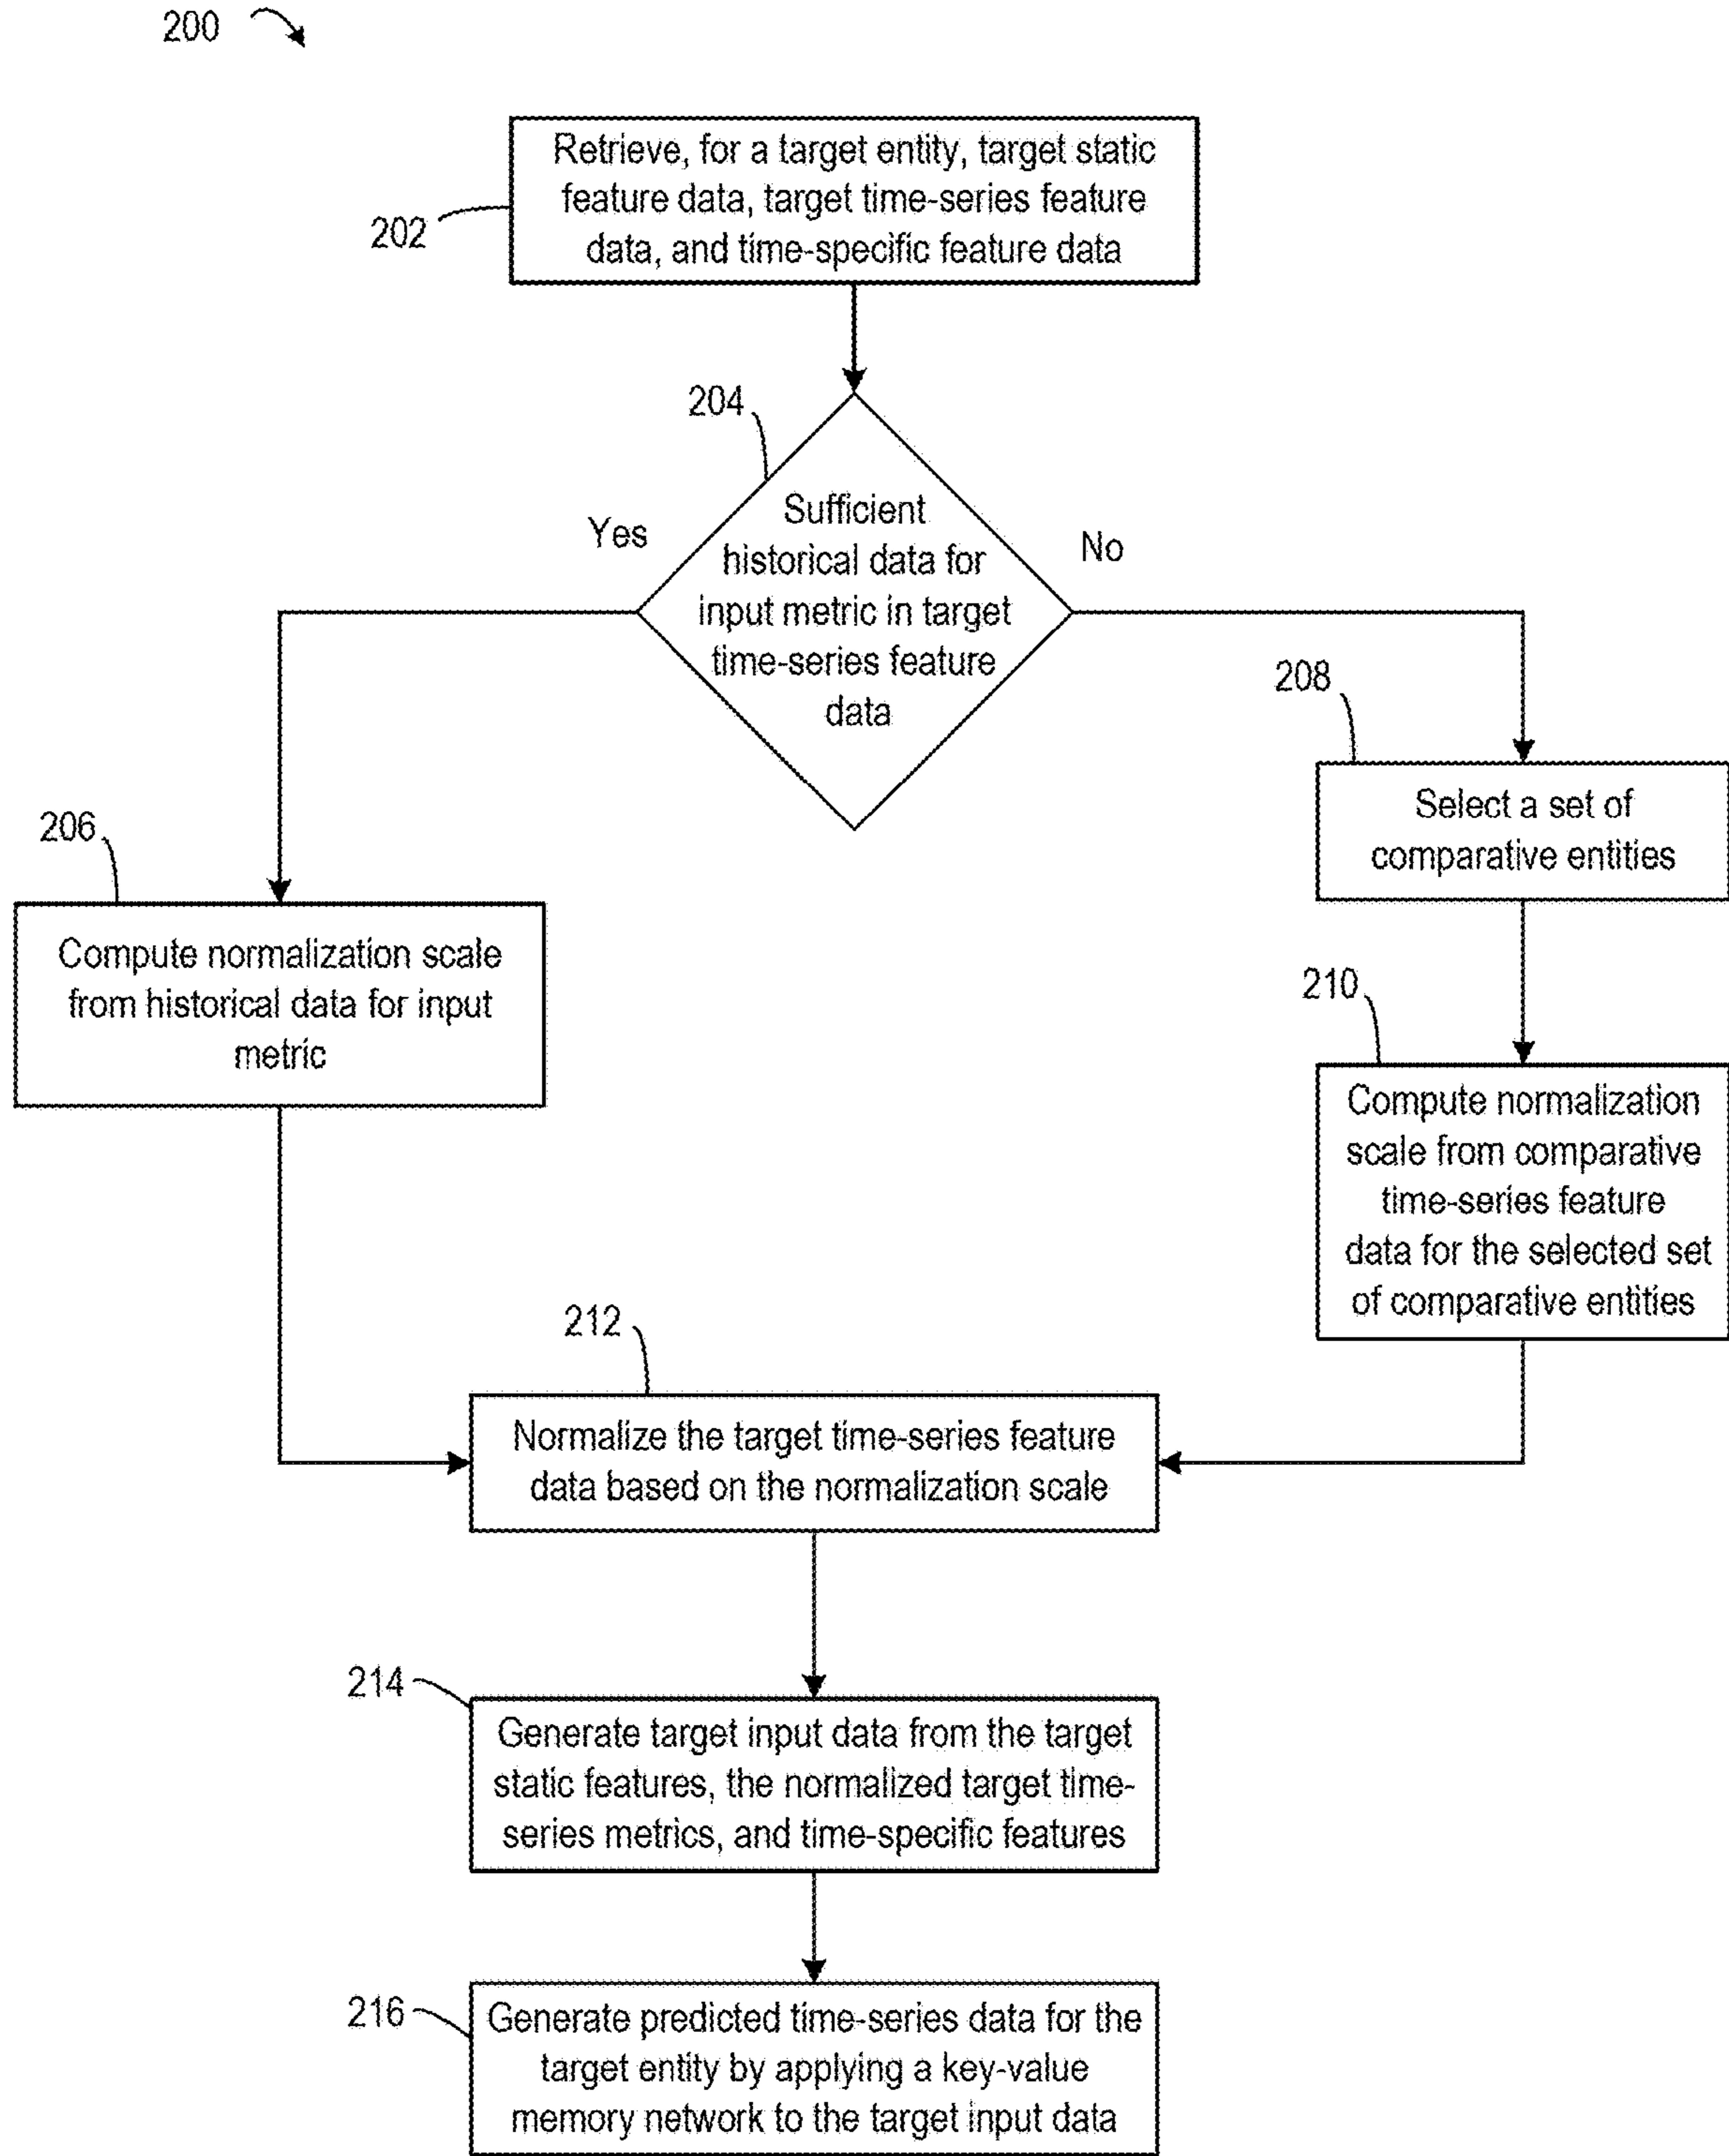 200
Retrieve, for a target entity, target static
feature data, target time-series feature
data, and time-specific feature data
202
204
Sufficient
historical data for
input metric in target
time-series feature
data
Yes
No
206
Compute normalization scale
from historical data for input
metric
208
Select a set of
comparative entities
210
Compute normalization
scale from comparative
time-series feature
data for the selected set
of comparative entities
212
Normalize the target time-series feature
data based on the normalization scale
214
Generate target input data from the target
static features, the normalized target time-
series metrics, and time-specific features
216
Generate predicted time-series data for the
target entity by applying a key-value
memory network to the target input data